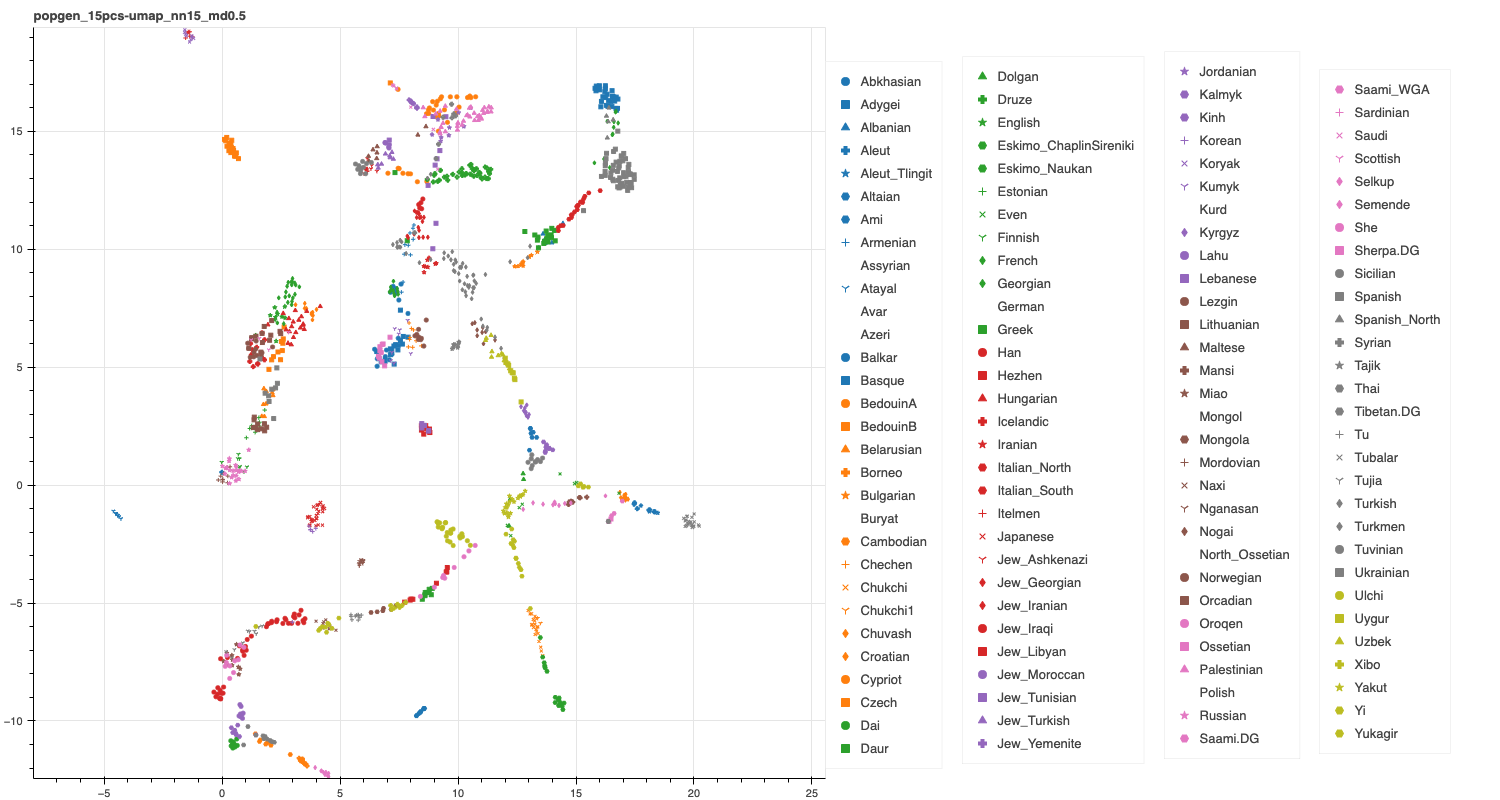 popgen_15pcs-umap_nn15_md0.5
15
10
5
0
−5
−10
−5
0
5
10
15
20
25
Abkhasian
Adygei
Albanian
Aleut
Aleut_Tlingit
Altaian
Ami
Armenian
Assyrian
Atayal
Avar
Azeri
Balkar
Basque
BedouinA
BedouinB
Belarusian
Borneo
Bulgarian
Buryat
Cambodian
Chechen
Chukchi
Chukchi1
Chuvash
Croatian
Cypriot
Czech
Dai
Daur
Dolgan
Druze
English
Eskimo_ChaplinSireniki
Eskimo_Naukan
Estonian
Even
Finnish
French
Georgian
German
Greek
Han
Hezhen
Hungarian
Icelandic
Iranian
Italian_North
Italian_South
Itelmen
Japanese
Jew_Ashkenazi
Jew_Georgian
Jew_Iranian
Jew_Iraqi
Jew_Libyan
Jew_Moroccan
Jew_Tunisian
Jew_Turkish
Jew_Yemenite
Jordanian
Kalmyk
Kinh
Korean
Koryak
Kumyk
Kurd
Kyrgyz
Lahu
Lebanese
Lezgin
Lithuanian
Maltese
Mansi
Miao
Mongol
Mongola
Mordovian
Naxi
Nganasan
Nogai
North_Ossetian
Norwegian
Orcadian
Oroqen
Ossetian
Palestinian
Polish
Russian
Saami.DG
Saami_WGA
Sardinian
Saudi
Scottish
Selkup
Semende
She
Sherpa.DG
Sicilian
Spanish
Spanish_North
Syrian
Tajik
Thai
Tibetan.DG
Tu
Tubalar
Tujia
Turkish
Turkmen
Tuvinian
Ukrainian
Ulchi
Uygur
Uzbek
Xibo
Yakut
Yi
Yukagir